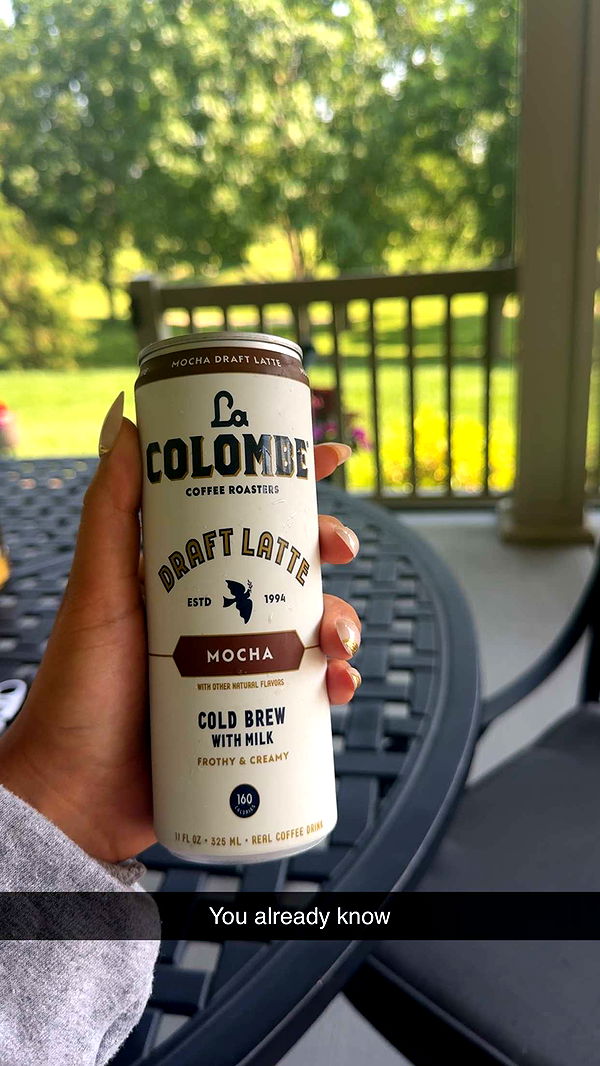 MOCHA DRAFT LATTE
La
COLOMBE
COFFEE ROASTERS
DRAFT LATTE
ESTD 1994
MOCHA
WITH OTHER NATURAL FLAVORS
COLD BREW
WITH MILK
FROTHY & CREAMY
160
CALORIES
11 FL OZ • 325 ML • REAL COFFEE DRINK
You already know